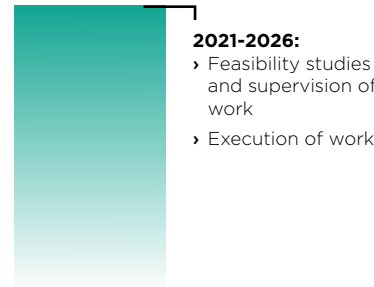 2021-2026:
› Feasibility studies
and supervision of
work
› Execution of work